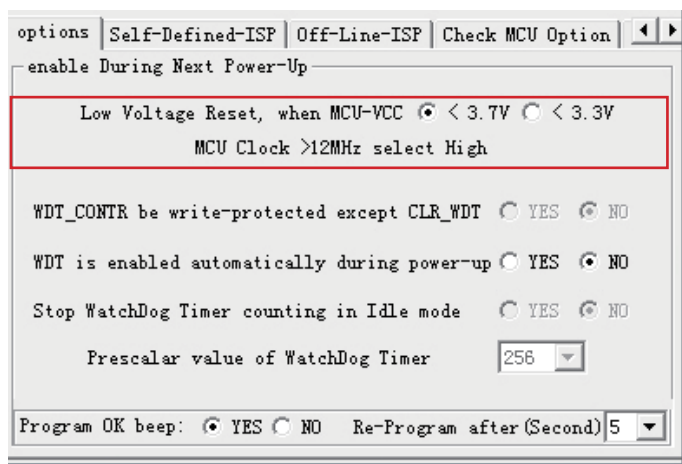 options Self-Defined-ISP Off-Line-ISP Check MCU Option
enable During Next Power-Up
Low Voltage Reset, when MCU-VCC < 3.7V < 3.3V
MCU Clock >12MHz select High
WDT_CONTR be write-protected except CLR_WDT YES NO
WDT is enabled automatically during power-up YES NO
Stop WatchDog Timer counting in Idle mode YES NO
Prescalar value of WatchDog Timer 256
Program OK beep: YES NO Re-Program after(Second) 5